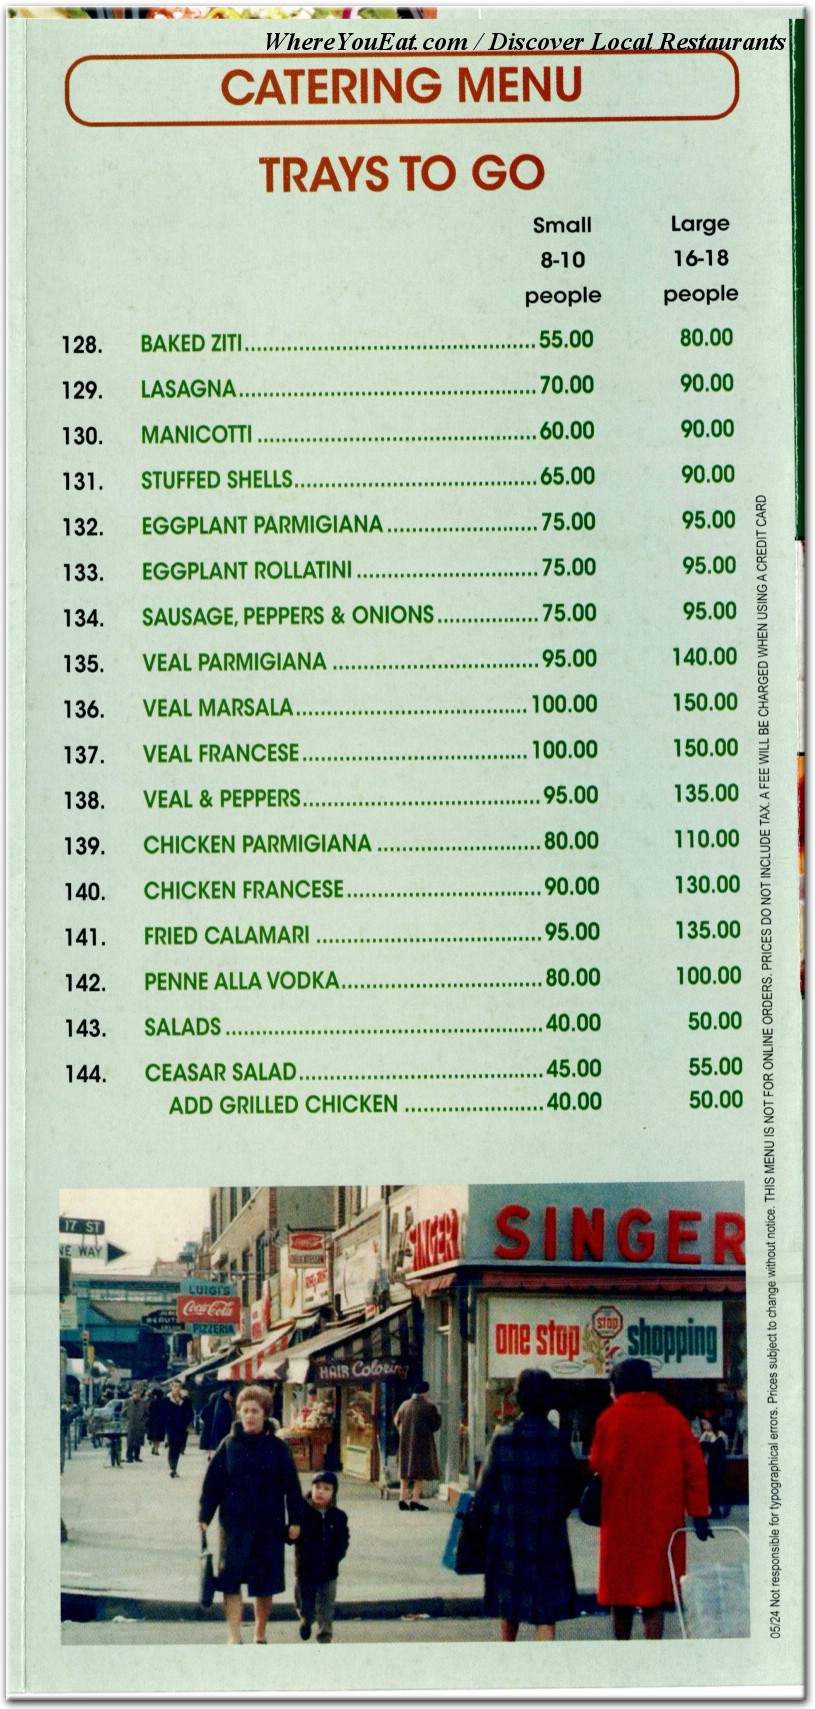 WhereYouEat.com / Discover Local Restaurants
CATERING MENU
TRAYS TO GO
Small Large
8-10 16-18
people people
128. BAKED ZITI 55.00 80.00
129. LASAGNA 70.00 90.00
130. MANICOTTI 60.00 90.00
131. STUFFED SHELLS 65.00 90.00
132. EGGPLANT PARMIGIANA 75.00 95.00
133. EGGPLANT ROLLATINI 75.00 95.00
134. SAUSAGE, PEPPERS & ONIONS 75.00 95.00
135. VEAL PARMIGIANA 95.00 140.00
136. VEAL MARSALA 100.00 150.00
137. VEAL FRANCESE 100.00 150.00
138. VEAL & PEPPERS 95.00 135.00
139. CHICKEN PARMIGIANA 80.00 110.00
140. CHICKEN FRANCESE 90.00 130.00
141. FRIED CALAMARI 95.00 135.00
142. PENNE ALLA VODKA 80.00 100.00
143. SALADS 40.00 50.00
144. CEASAR SALAD 45.00 55.00
ADD GRILLED CHICKEN 40.00 50.00
05/24 Not responsible for typographical errors. Prices subject to change without notice. THIS MENU IS NOT FOR ONLINE ORDERS. PRICES DO NOT INCLUDE TAX. A FEE WILL BE CHARGED WHEN USING A CREDIT CARD
17 ST
NE WAY
LUIGI'S
Coca-Cola
PIZZERIA
DELICATESSEN
HAIR Coloring
SINGER
SINGER
one stop STOP shopping